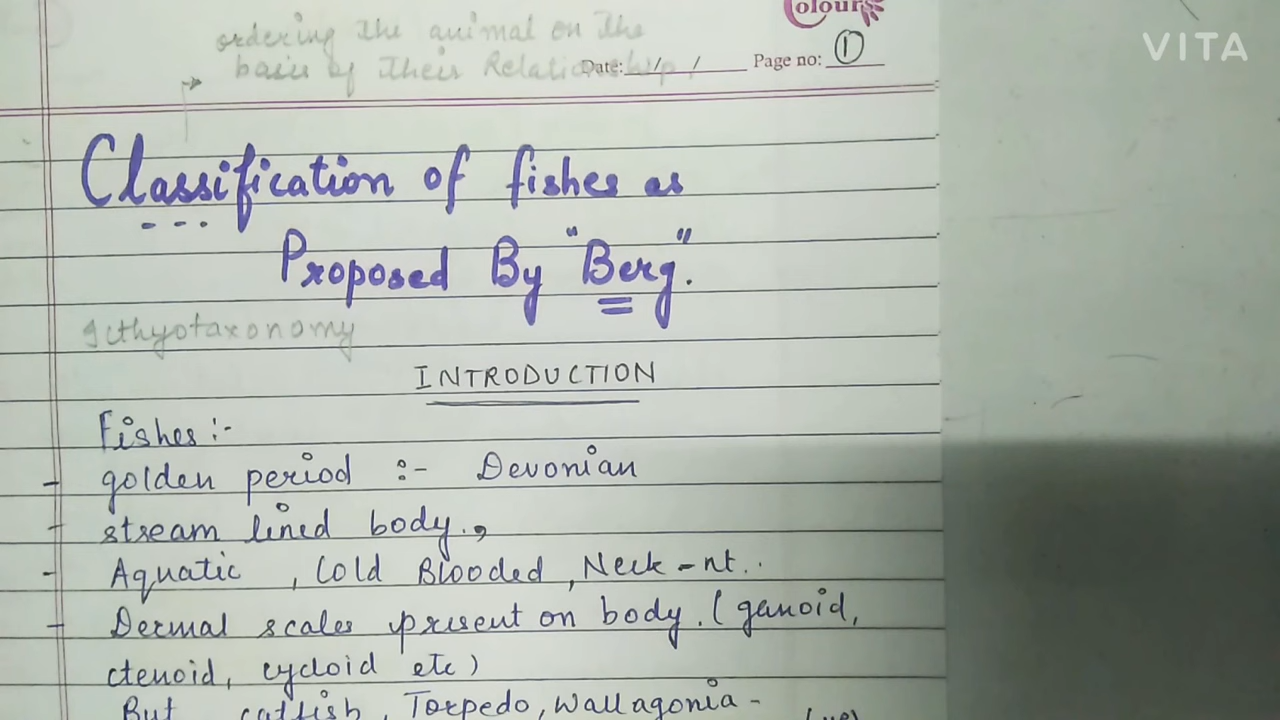 Colours
ordering the animal on the
basis of their Relationship,
Date: / / Page no: 1
VITA
Classification of fishes as
Proposed By "Berg".
Icthyotaxonomy
INTRODUCTION
Fishes :-
- golden period :- Devonian
- stream lined body.,
- Aquatic , Cold Blooded , Neck - nt..
- Dermal scales present on body. ( ganoid,
ctenoid, cycloid etc)
But catfish, Torpedo, Wallagonia -